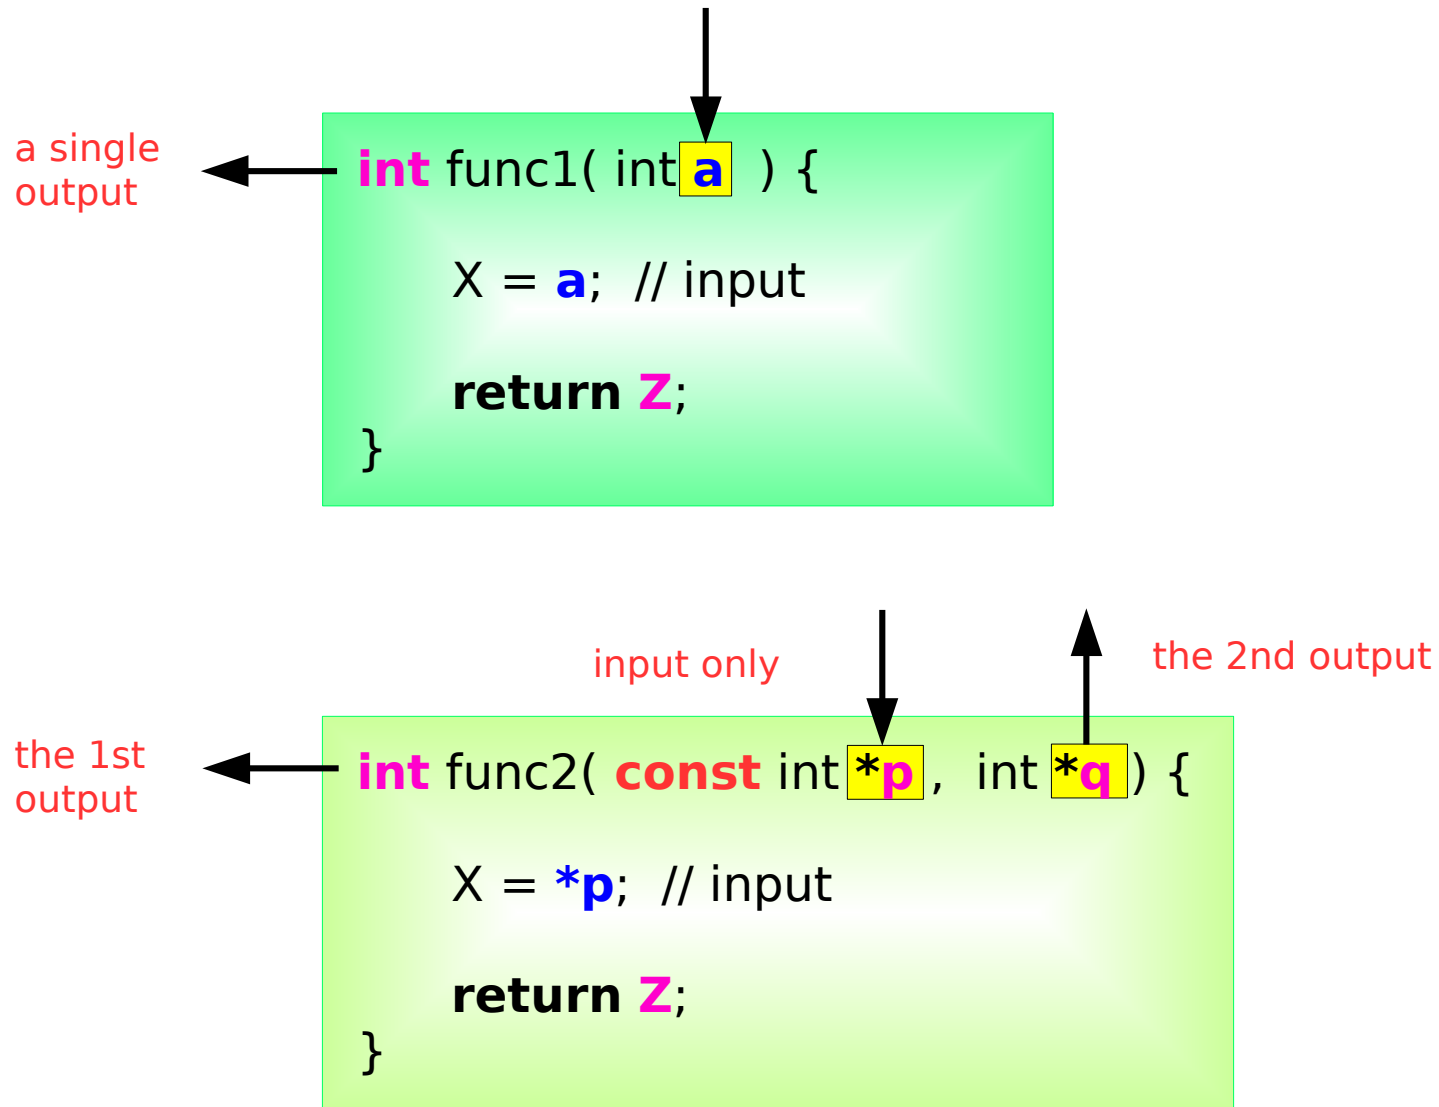 a single
output
int func1( int a ) {
X = a; // input
return Z;
}
input only
the 2nd output
the 1st
output
int func2( const int *p , int *q ) {
X = *p; // input
return Z;
}